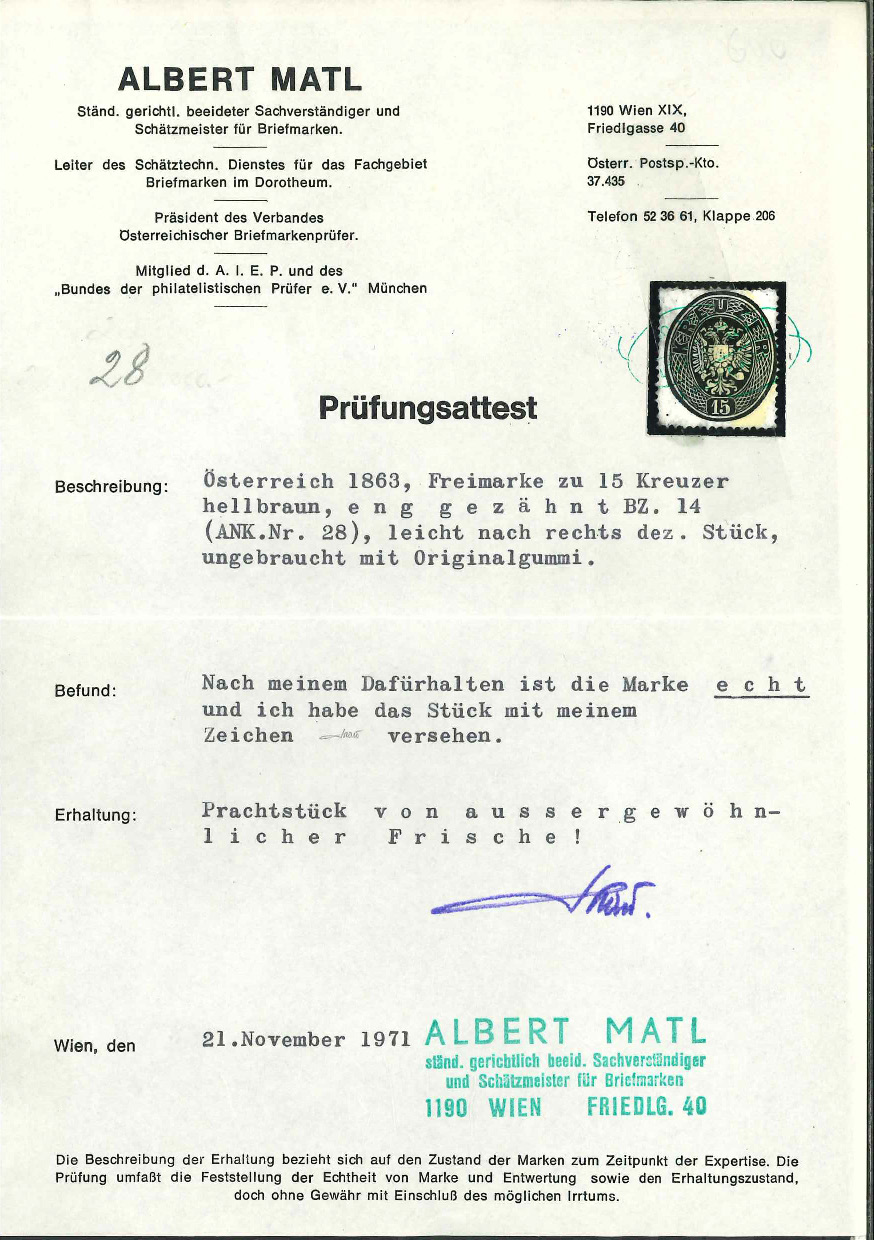 ALBERT MATL
Ständ. gerichtl. beeideter Sachverständiger und
Schätzmeister für Briefmarken.
Leiter des Schätztechn. Dienstes für das Fachgebiet
Briefmarken im Dorotheum.
Präsident des Verbandes
Österreichischer Briefmarkenprüfer.
Mitglied d. A. I. E. P. und des
„Bundes der philatelistischen Prüfer e. V." München
1190 Wien XIX,
Friedlgasse 40
Österr. Postsp.-Kto.
37.435
Telefon 52 36 61, Klappe 206
KREUZER
15
28
Prüfungsattest
Beschreibung: Österreich 1863, Freimarke zu 15 Kreuzer
hellbraun, e n g g e z ä h n t BZ. 14
(ANK.Nr. 28), leicht nach rechts dez. Stück,
ungebraucht mit Originalgummi.
Befund: Nach meinem Dafürhalten ist die Marke e c h t
und ich habe das Stück mit meinem
Zeichen versehen.
Erhaltung: Prachtstück v o n a u s s e r g e w ö h n-
l i c h e r F r i s c h e !
Wien, den 21.November 1971
ALBERT MATL
ständ. gerichtlich beeid. Sachverständiger
und Schätzmeister für Briefmarken
1190 WIEN FRIEDLG. 40
Die Beschreibung der Erhaltung bezieht sich auf den Zustand der Marken zum Zeitpunkt der Expertise. Die
Prüfung umfaßt die Feststellung der Echtheit von Marke und Entwertung sowie den Erhaltungszustand,
doch ohne Gewähr mit Einschluß des möglichen Irrtums.